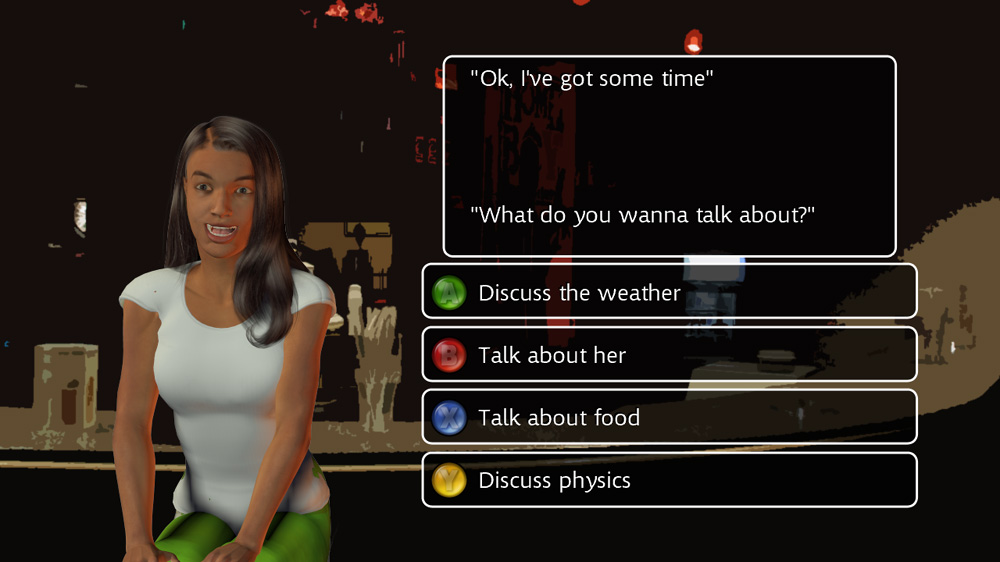 "Ok, I've got some time"
"What do you wanna talk about?"
A Discuss the weather
B Talk about her
X Talk about food
Y Discuss physics